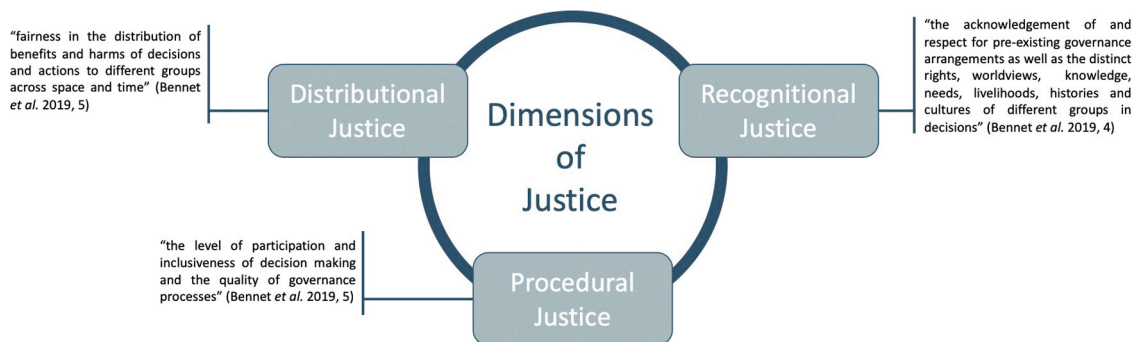 “fairness in the distribution of
benefits and harms of decisions
and actions to different groups
across space and time” (Bennet
et al. 2019, 5)
Distributional
Justice
Dimensions
of
Justice
Recognitional
Justice
“the acknowledgement of and
respect for pre-existing governance
arrangements as well as the distinct
rights, worldviews, knowledge,
needs, livelihoods, histories and
cultures of different groups in
decisions” (Bennet et al. 2019, 4)
“the level of participation and
inclusiveness of decision making
and the quality of governance
processes” (Bennet et al. 2019, 5)
Procedural
Justice